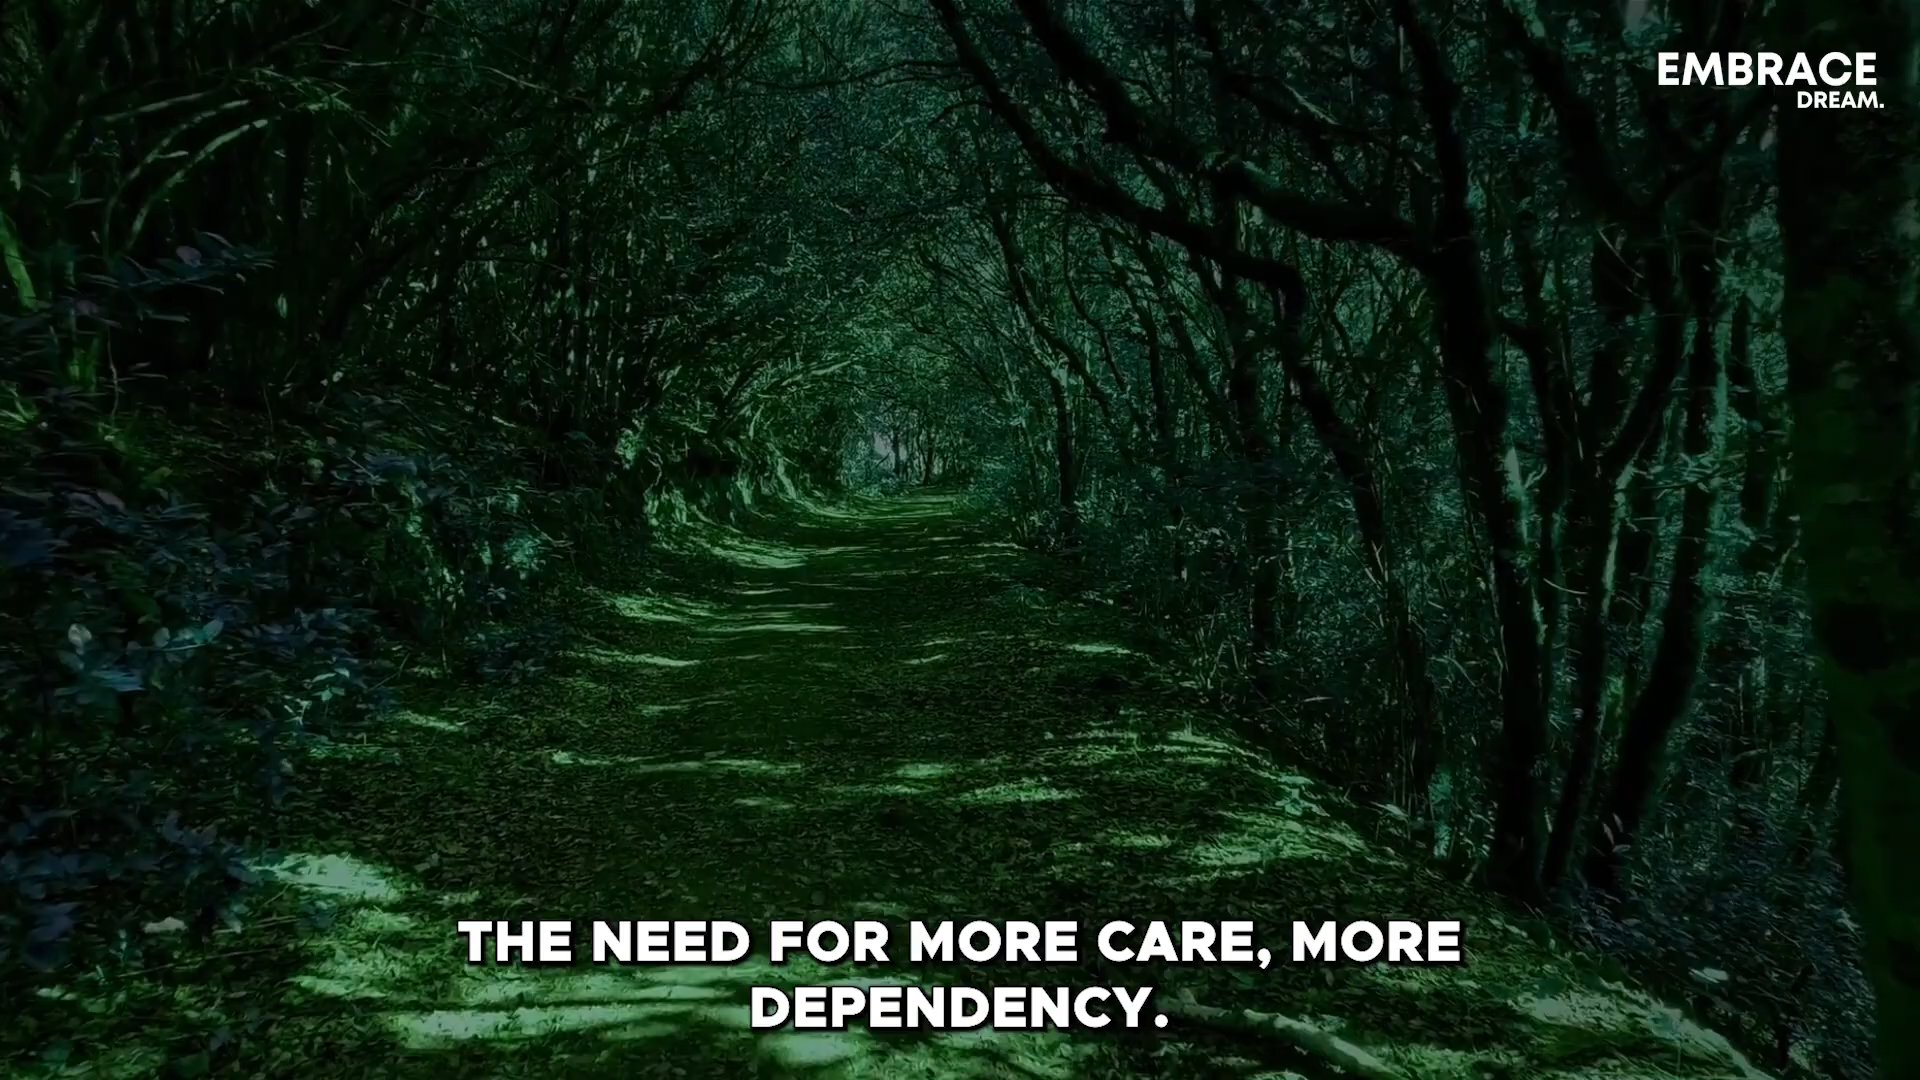 EMBRACE
DREAM.
THE NEED FOR MORE CARE, MORE
DEPENDENCY.